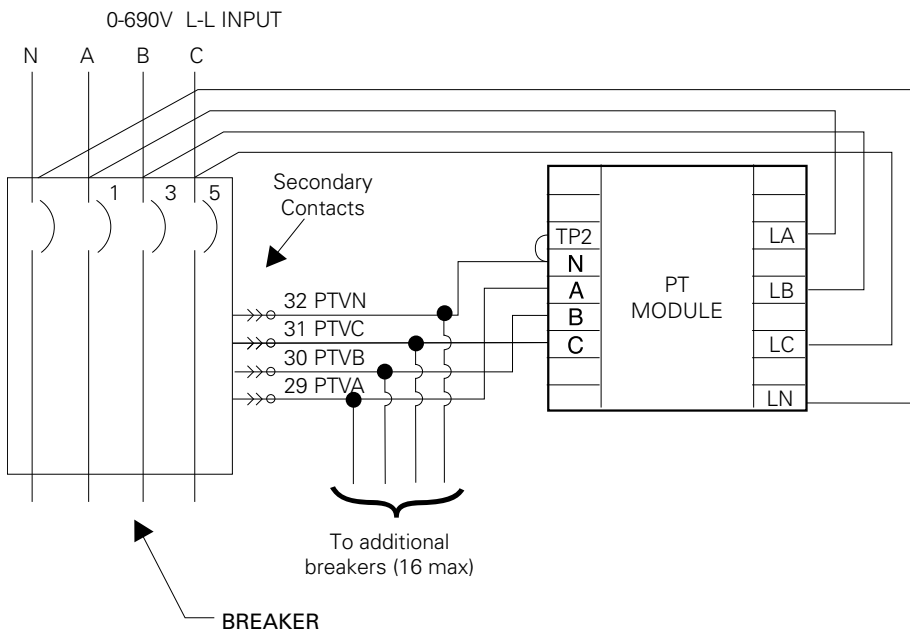 0-690V L-L INPUT
N A B C
1 3 5
Secondary
Contacts
32 PTVN
31 PTVC
30 PTVB
29 PTVA
TP2
N
A
B
C
PT
MODULE
LA
LB
LC
LN
To additional
breakers (16 max)
BREAKER